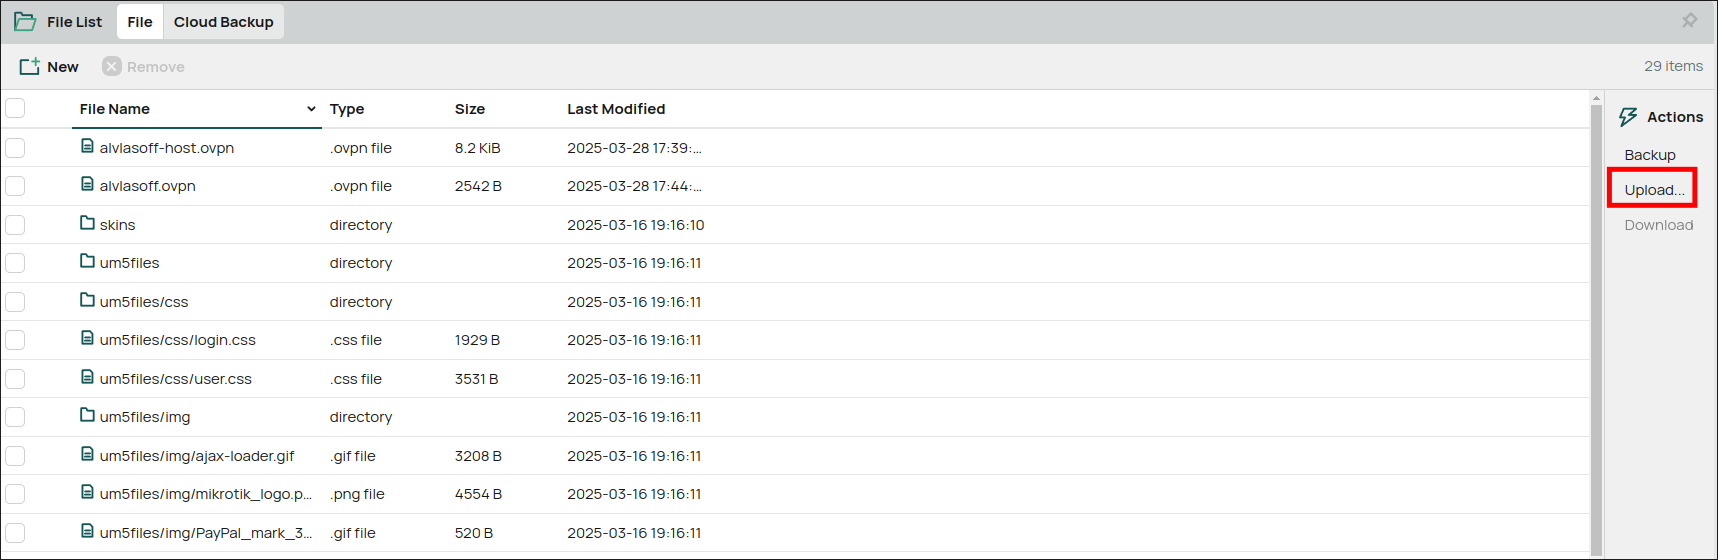 File List File Cloud Backup
New Remove 29 items
File Name Type Size Last Modified
alvlasoff-host.ovpn .ovpn file 8.2 KiB 2025-03-28 17:39:...
alvlasoff.ovpn .ovpn file 2542 B 2025-03-28 17:44:...
skins directory 2025-03-16 19:16:10
um5files directory 2025-03-16 19:16:11
um5files/css directory 2025-03-16 19:16:11
um5files/css/login.css .css file 1929 B 2025-03-16 19:16:11
um5files/css/user.css .css file 3531 B 2025-03-16 19:16:11
um5files/img directory 2025-03-16 19:16:11
um5files/img/ajax-loader.gif .gif file 3208 B 2025-03-16 19:16:11
um5files/img/mikrotik_logo.p... .png file 4554 B 2025-03-16 19:16:11
um5files/img/PayPal_mark_3... .gif file 520 B 2025-03-16 19:16:11
Actions
Backup
Upload...
Download